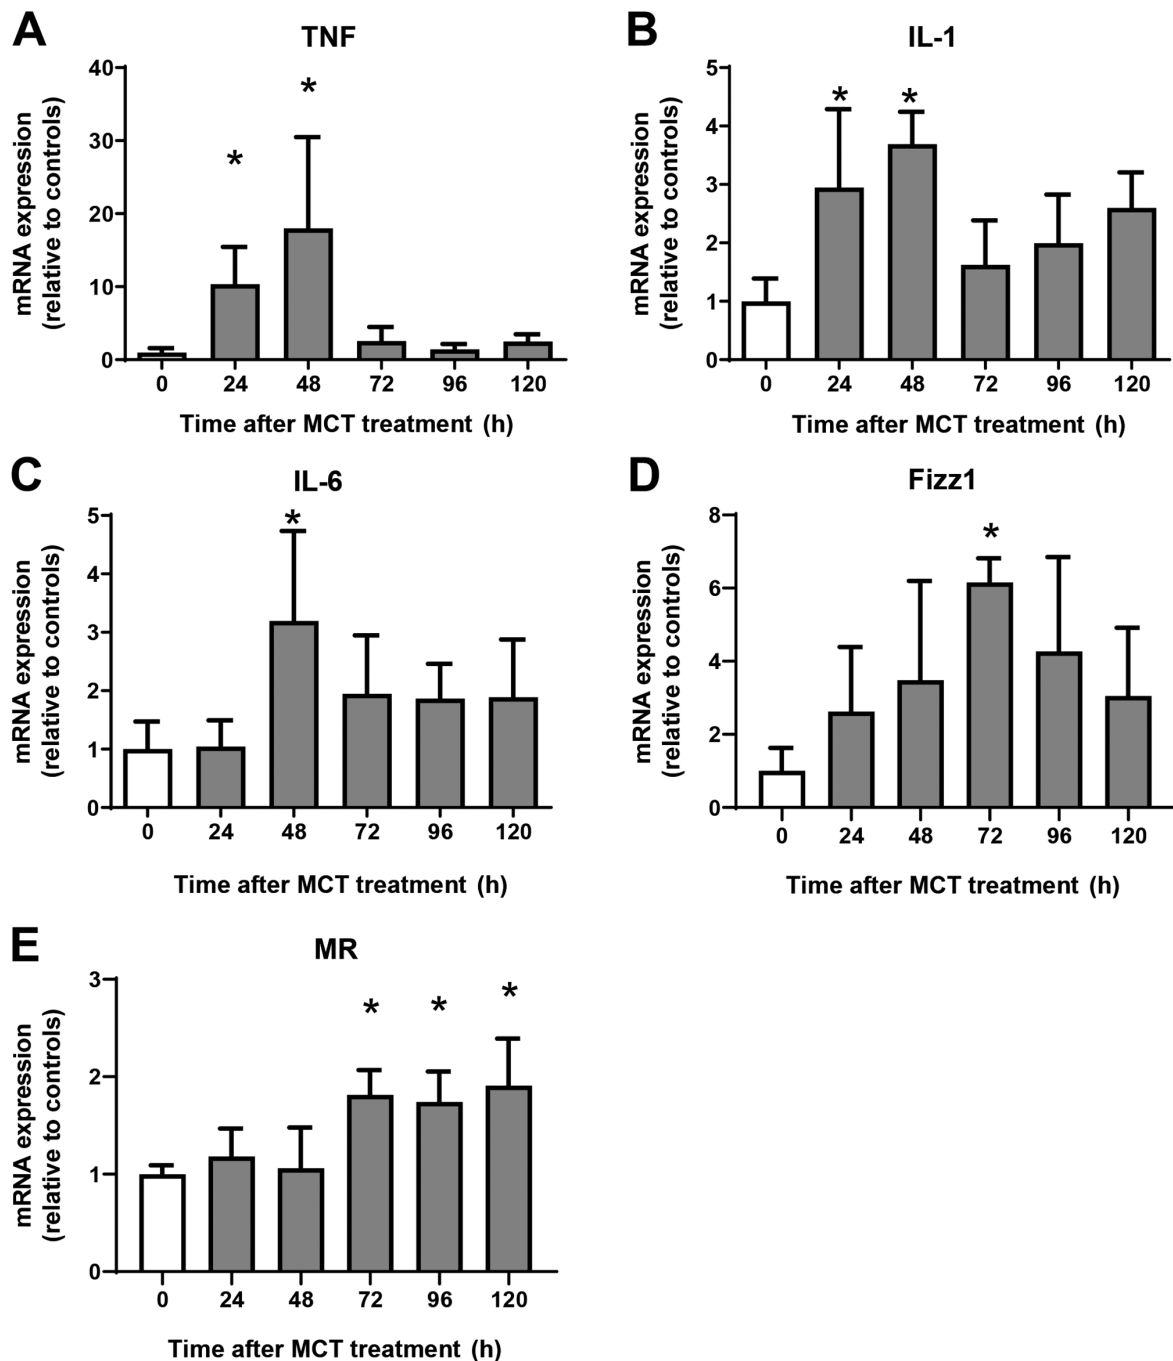 A
TNF
mRNA expression
(relative to controls)
40
30
20
10
0
*
*
0 24 48 72 96 120
Time after MCT treatment (h)
B
IL-1
mRNA expression
(relative to controls)
5
4
3
2
1
0
* *
0 24 48 72 96 120
Time after MCT treatment (h)
C
IL-6
mRNA expression
(relative to controls)
5
4
3
2
1
0
*
0 24 48 72 96 120
Time after MCT treatment (h)
D
Fizz1
mRNA expression
(relative to controls)
8
6
4
2
0
*
0 24 48 72 96 120
Time after MCT treatment (h)
E
MR
mRNA expression
(relative to controls)
3
2
1
0
* * *
0 24 48 72 96 120
Time after MCT treatment (h)